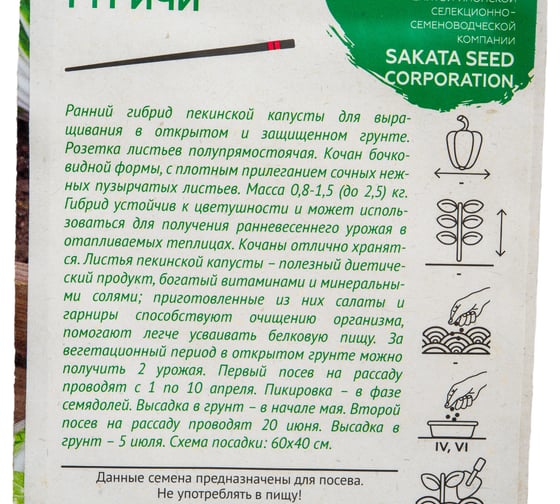 РИЧИ
СЕЛЕКЦИОННО-
СЕМЕНОВОДЧЕСКОЙ
КОМПАНИИ
SAKATA SEED
CORPORATION
Ранний гибрид пекинской капусты для выра-
щивания в открытом и защищенном грунте.
Розетка листьев полупрямостоячая. Кочан бочко-
видной формы, с плотным прилеганием сочных неж-
ных пузырчатых листьев. Масса 0,8-1,5 (до 2,5) кг.
Гибрид устойчив к цветушности и может исполь-
зоваться для получения ранневесеннего урожая в
отапливаемых теплицах. Кочаны отлично хранят-
ся. Листья пекинской капусты – полезный диетиче-
ский продукт, богатый витаминами и минеральны-
ми солями; приготовленные из них салаты и
гарниры способствуют очищению организма,
помогают легче усваивать белковую пищу. За
вегетационный период в открытом грунте можно
получить 2 урожая. Первый посев на рассаду
проводят с 1 по 10 апреля. Пикировка – в фазе
семядолей. Высадка в грунт – в начале мая. Второй
посев на рассаду проводят 20 июня. Высадка в
грунт – 5 июля. Схема посадки: 60х40 см.
-
-
-
IV, VI
Данные семена предназначены для посева.
Не употреблять в пищу!